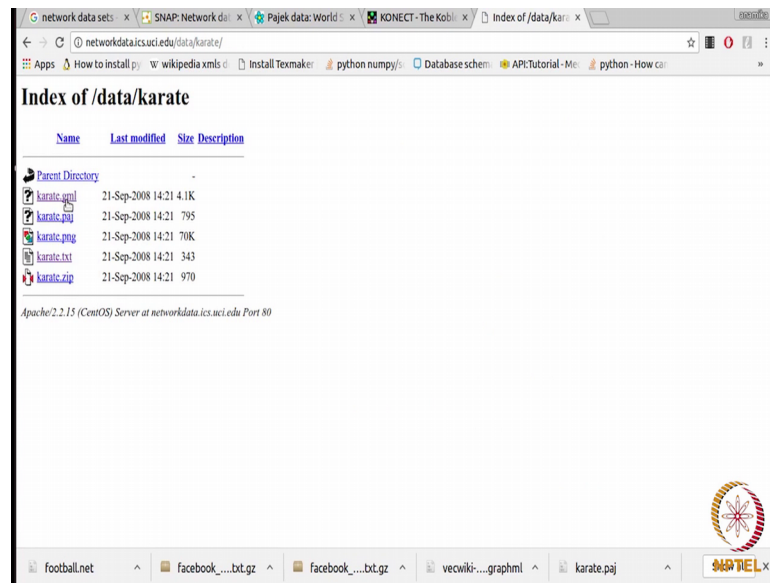 network data sets - × SNAP: Network dat × Pajek data: World S × KONECT - The Koble × Index of /data/kara × anamika
networkdata.ics.uci.edu/data/karate/
Apps How to install py wikipedia xmls d Install Texmaker python numpy/s Database schem API:Tutorial - Me python - How can »
Index of /data/karate
Name Last modified Size Description
Parent Directory -
karate.gml 21-Sep-2008 14:21 4.1K
karate.paj 21-Sep-2008 14:21 795
karate.png 21-Sep-2008 14:21 70K
karate.txt 21-Sep-2008 14:21 343
karate.zip 21-Sep-2008 14:21 970
Apache/2.2.15 (CentOS) Server at networkdata.ics.uci.edu Port 80
football.net facebook_....txt.gz facebook_....txt.gz vecwiki-....graphml karate.paj
NPTEL